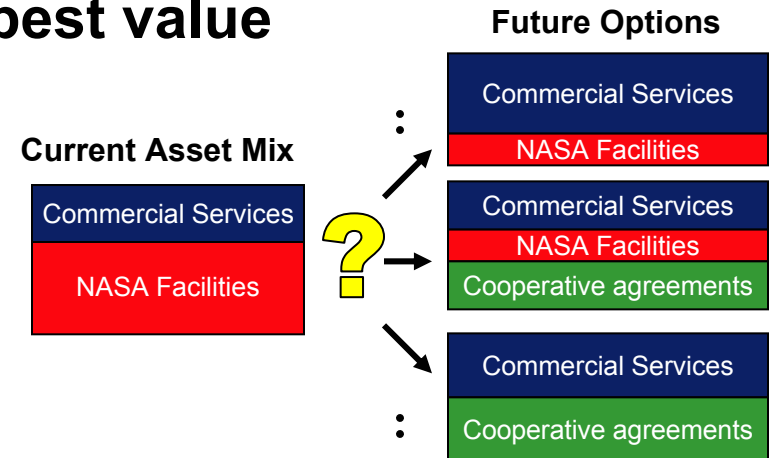 best value
Current Asset Mix
Commercial Services
NASA Facilities
?
Future Options
:
Commercial Services
NASA Facilities
Commercial Services
NASA Facilities
Cooperative agreements
Commercial Services
Cooperative agreements
: